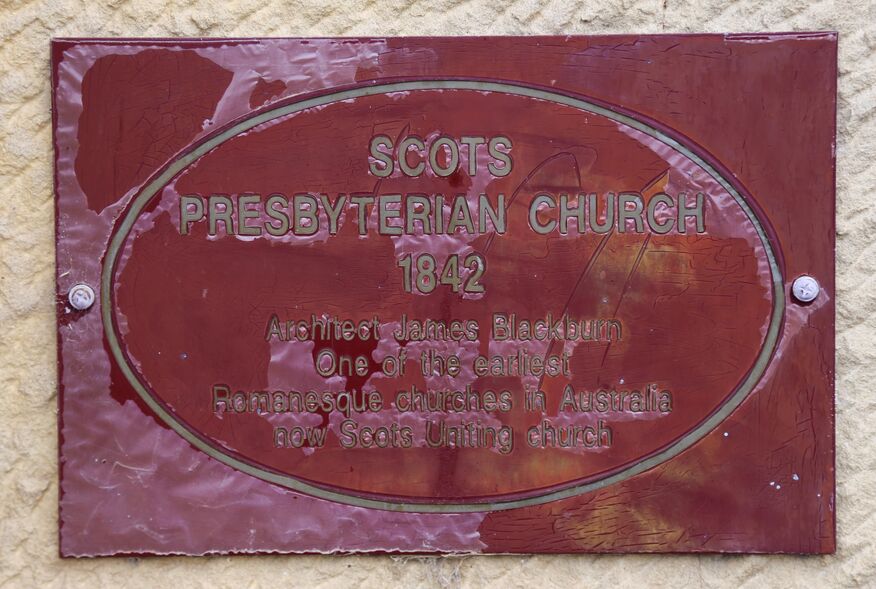 SCOTS
PRESBYTERIAN CHURCH
1842
Architect James Blackburn
One of the earliest
Romanesque churches in Australia
now Scots Uniting church